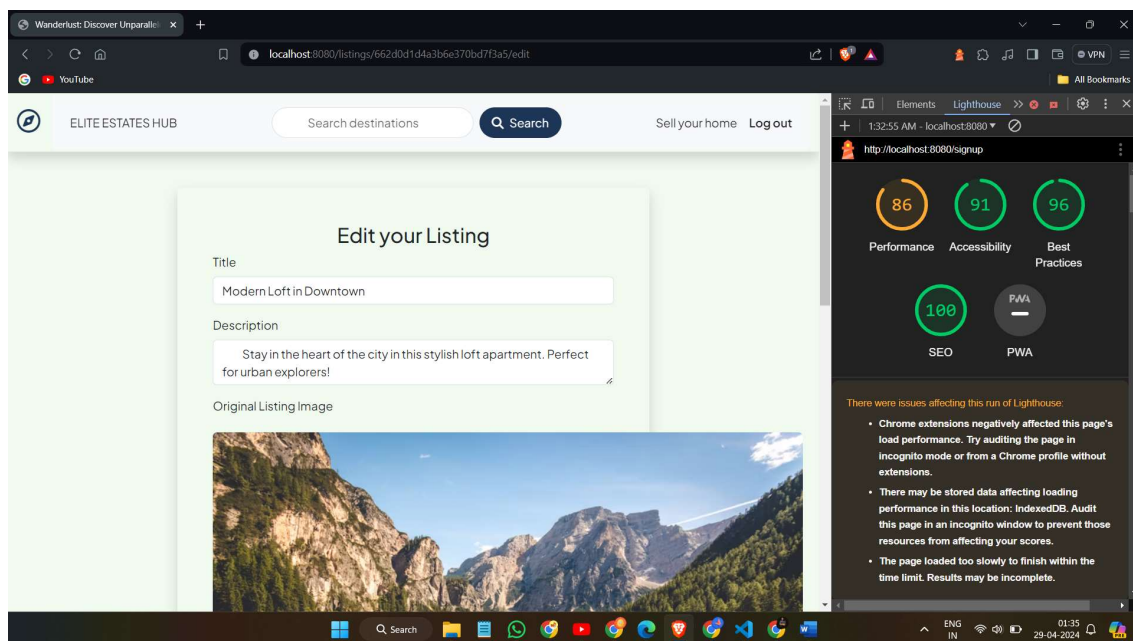 Wanderlust: Discover Unparallel
localhost:8080/listings/662d0d1d4a3b6e370bd7f3a5/edit
VPN
YouTube
All Bookmarks
ELITE ESTATES HUB
Search destinations
Search
Sell your home
Log out
Edit your Listing
Title
Modern Loft in Downtown
Description
Stay in the heart of the city in this stylish loft apartment. Perfect
for urban explorers!
Original Listing Image
Elements
Lighthouse
1:32:55 AM - localhost:8080
http://localhost:8080/signup
86
91
96
Performance
Accessibility
Best
Practices
100
PWA
SEO
PWA
There were issues affecting this run of Lighthouse:
Chrome extensions negatively affected this page's
load performance. Try auditing the page in
incognito mode or from a Chrome profile without
extensions.
There may be stored data affecting loading
performance in this location: IndexedDB. Audit
this page in an incognito window to prevent those
resources from affecting your scores.
The page loaded too slowly to finish within the
time limit. Results may be incomplete.
Search
ENG
IN
01:35
29-04-2024